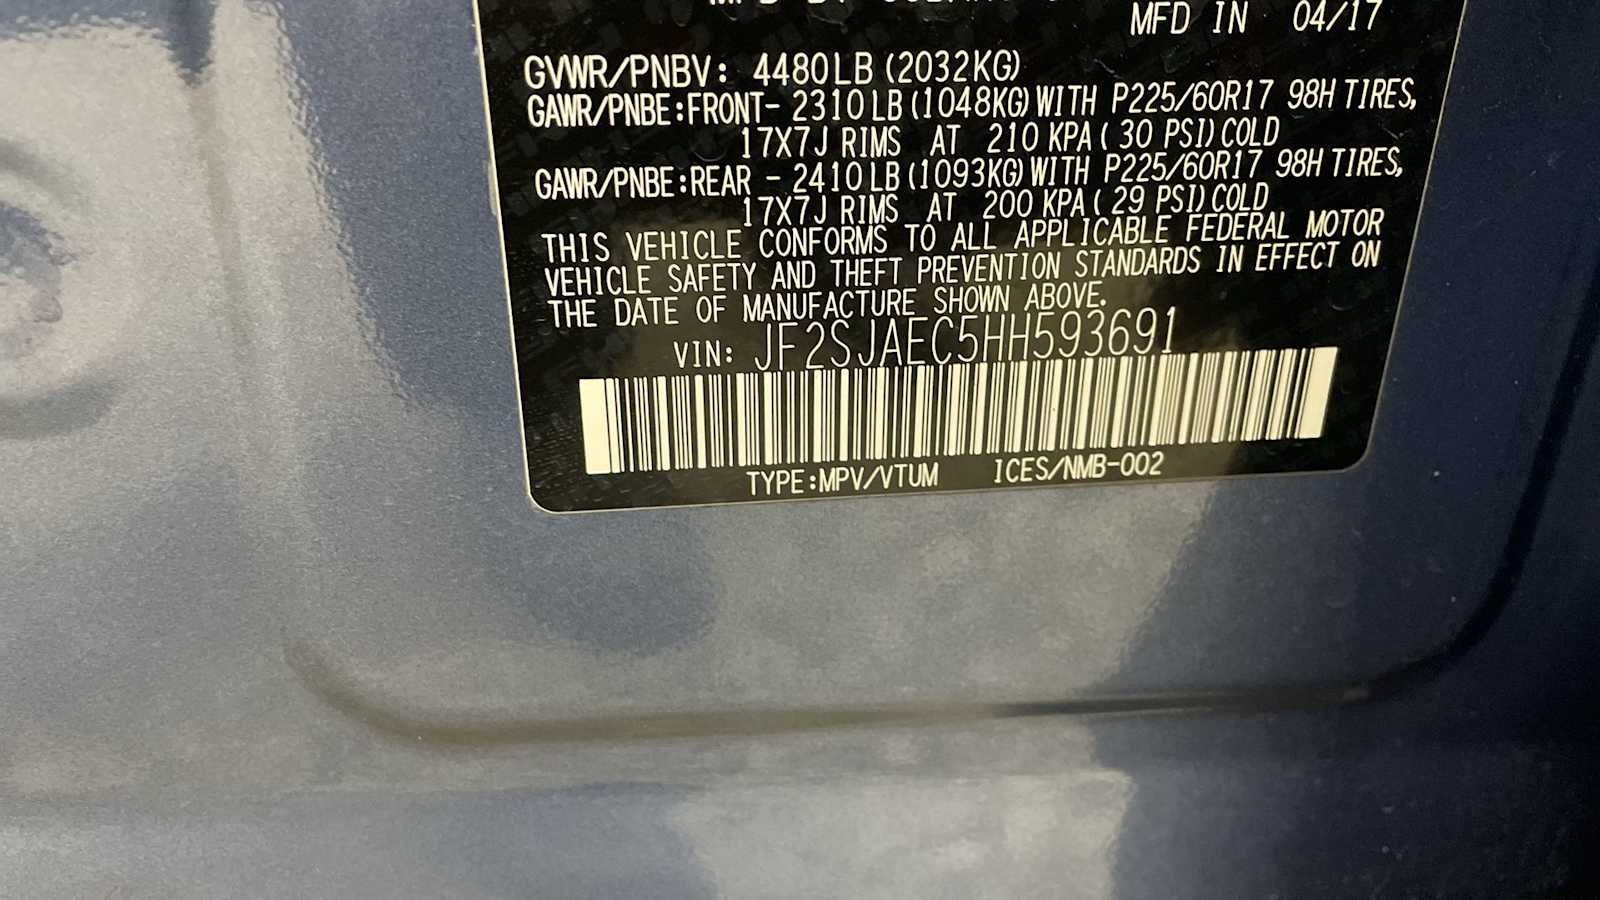 MFD IN 04/17
GVWR/PNBV: 4480LB (2032KG)
GAWR/PNBE:FRONT- 2310 LB (1048KG) WITH P225/60R17 98H TIRES,
17X7J RIMS AT 210 KPA ( 30 PSI) COLD
GAWR/PNBE:REAR - 2410 LB (1093KG) WITH P225/60R17 98H TIRES,
17X7J RIMS AT 200 KPA ( 29 PSI) COLD
THIS VEHICLE CONFORMS TO ALL APPLICABLE FEDERAL MOTOR
VEHICLE SAFETY AND THEFT PREVENTION STANDARDS IN EFFECT ON
THE DATE OF MANUFACTURE SHOWN ABOVE.
VIN: JF2SJAEC5HH593691
TYPE:MPV/VTUM ICES/NMB-002